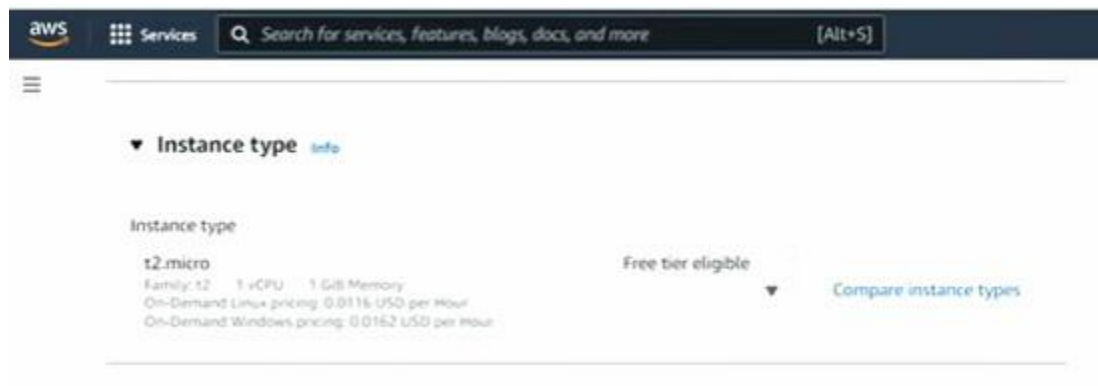 aws
Services
Search for services, features, blogs, docs, and more
[Alt+S]
Instance type Info
Instance type
t2.micro
Free tier eligible
Family: t2 1 vCPU 1 GiB Memory
On-Demand Linux pricing: 0.0116 USD per Hour
On-Demand Windows pricing: 0.0162 USD per Hour
Compare instance types